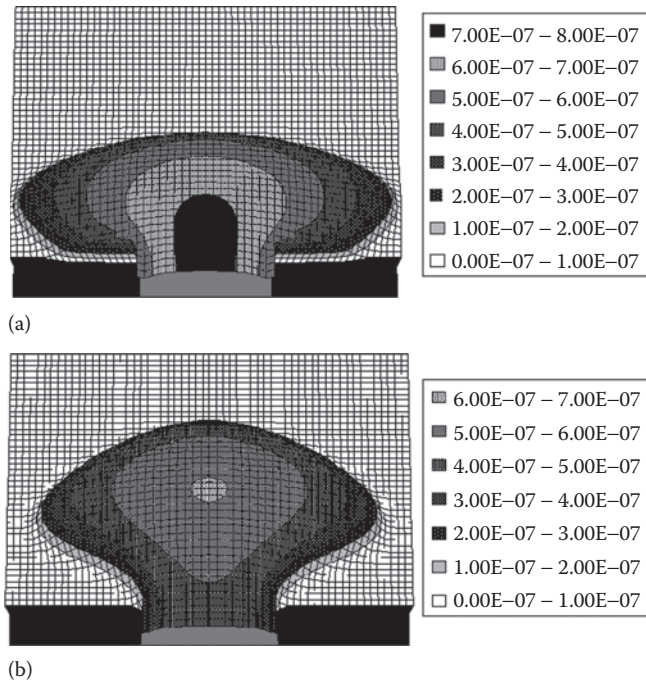 7.00E–07 – 8.00E–07
6.00E–07 – 7.00E–07
5.00E–07 – 6.00E–07
4.00E–07 – 5.00E–07
3.00E–07 – 4.00E–07
2.00E–07 – 3.00E–07
1.00E–07 – 2.00E–07
0.00E–07 – 1.00E–07
(a)
6.00E–07 – 7.00E–07
5.00E–07 – 6.00E–07
4.00E–07 – 5.00E–07
3.00E–07 – 4.00E–07
2.00E–07 – 3.00E–07
1.00E–07 – 2.00E–07
0.00E–07 – 1.00E–07
(b)